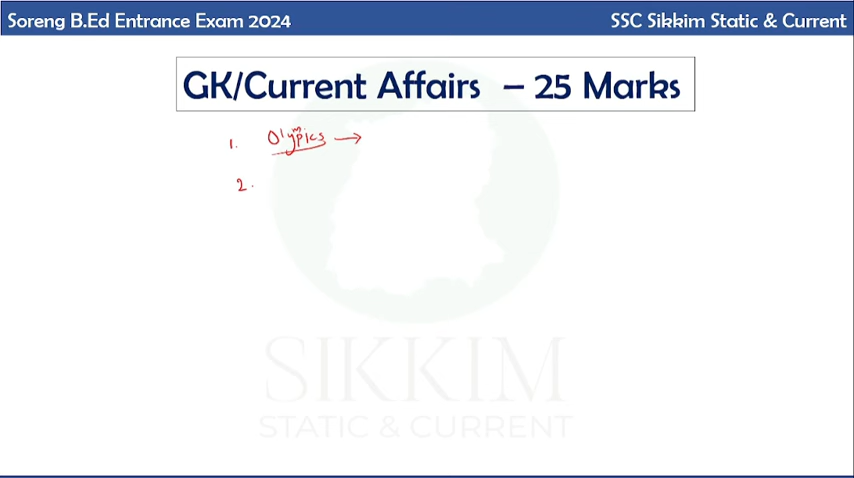 Soreng B.Ed Entrance Exam 2024 SSC Sikkim Static & Current
GK/Current Affairs – 25 Marks
1. Olympics →
2.
SIKKIM
STATIC & CURRENT